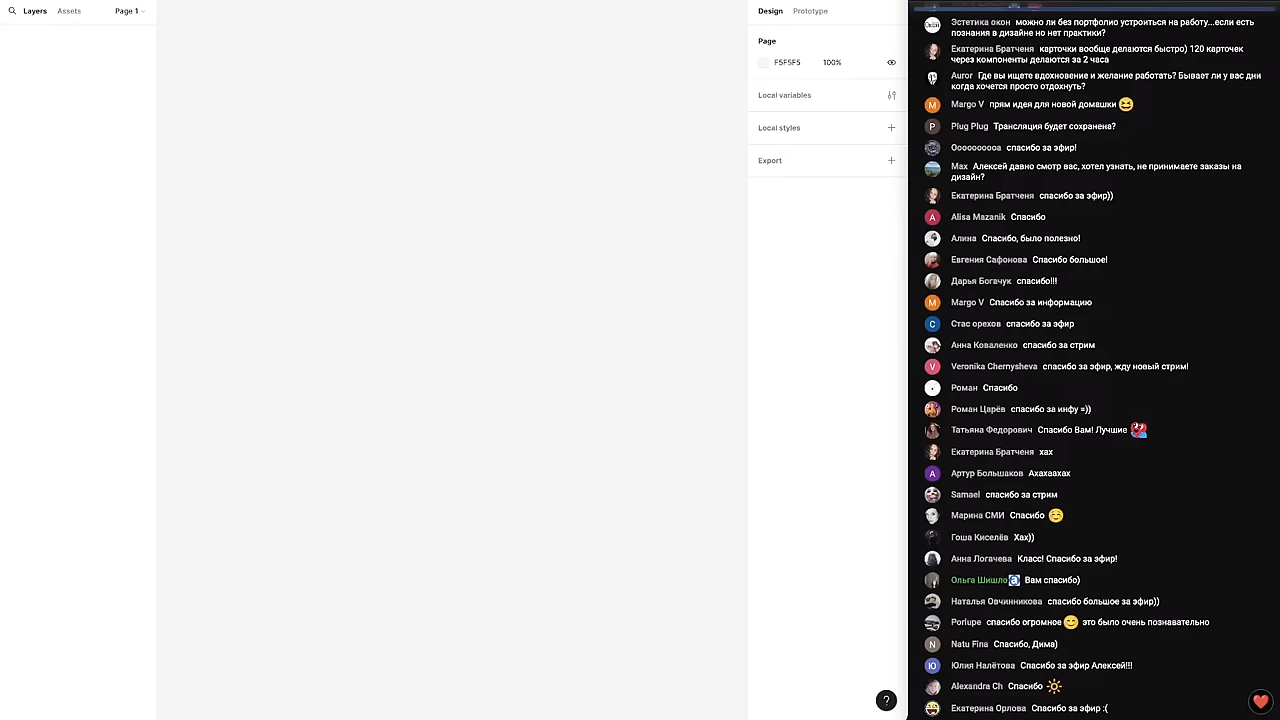 Layers Assets Page 1
Design Prototype
Page
F5F5F5 100%
Local variables
Local styles
Export
?
Эстетика окон можно ли без портфолио устроиться на работу...если есть
познания в дизайне но нет практики?
Екатерина Братченя карточки вообще делаются быстро) 120 карточек
через компоненты делаются за 2 часа
Auror Где вы ищете вдохновение и желание работать? Бывает ли у вас дни
когда хочется просто отдохнуть?
M Margo V прям идея для новой домашки 😆
P Plug Plug Трансляция будет сохранена?
Oooooooooa спасибо за эфир!
Max Алексей давно смотр вас, хотел узнать, не принимаете заказы на
дизайн?
Екатерина Братченя спасибо за эфир))
A Alisa Mazanik Спасибо
Алина Спасибо, было полезно!
Евгения Сафонова Спасибо большое!
Дарья Богачук спасибо!!!
M Margo V Спасибо за информацию
С Стас орехов спасибо за эфир
Анна Коваленко спасибо за стрим
V Veronika Chernysheva спасибо за эфир, жду новый стрим!
Роман Спасибо
Роман Царёв спасибо за инфу =))
Татьяна Федорович Спасибо Вам! Лучшие
Екатерина Братченя хах
А Артур Большаков Ахахаахах
Samael спасибо за стрим
Марина СМИ Спасибо ☺️
Гоша Киселёв Хах))
Анна Логачева Класс! Спасибо за эфир!
Ольга Шишло Вам спасибо)
Наталья Овчинникова спасибо большое за эфир))
Poriupe спасибо огромное 😊 это было очень познавательно
N Natu Fina Спасибо, Дима)
Ю Юлия Налётова Спасибо за эфир Алексей!!!
Alexandra Ch Спасибо 🔆
Екатерина Орлова Спасибо за эфир :(